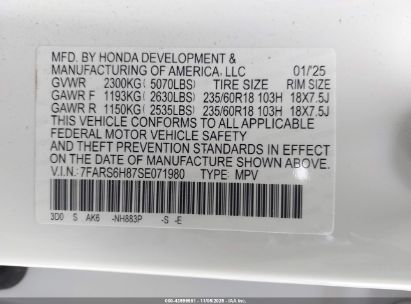 MFD. BY HONDA DEVELOPMENT &
MANUFACTURING OF AMERICA, LLC 01/'25
GVWR 2300KG( 5070LBS) TIRE SIZE RIM SIZE
GAWR F 1193KG( 2630LBS) 235/60R18 103H 18X7.5J
GAWR R 1150KG( 2535LBS) 235/60R18 103H 18X7.5J
THIS VEHICLE CONFORMS TO ALL APPLICABLE
FEDERAL MOTOR VEHICLE SAFETY
AND THEFT PREVENTION STANDARDS IN EFFECT
ON THE DATE OF MANUFACTURE SHOWN ABOVE.
V.I.N.: 7FARS6H87SE071980 TYPE: MPV
3D0 S AK6 -NH883P -S -E